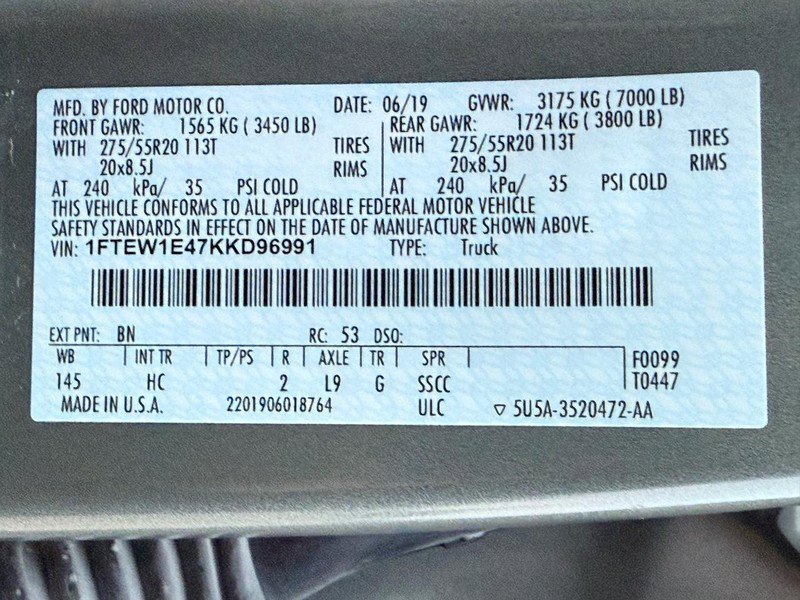 MFD. BY FORD MOTOR CO. DATE: 06/19 GVWR: 3175 KG ( 7000 LB)
FRONT GAWR: 1565 KG ( 3450 LB) REAR GAWR: 1724 KG ( 3800 LB)
WITH 275/55R20 113T TIRES WITH 275/55R20 113T TIRES
20x8.5J RIMS 20x8.5J RIMS
AT 240 kPa/ 35 PSI COLD AT 240 kPa/ 35 PSI COLD
THIS VEHICLE CONFORMS TO ALL APPLICABLE FEDERAL MOTOR VEHICLE
SAFETY STANDARDS IN EFFECT ON THE DATE OF MANUFACTURE SHOWN ABOVE.
VIN: 1FTEW1E47KKD96991 TYPE: Truck
EXT PNT: BN RC: 53 DSO:
WB INT TR TP/PS R AXLE TR SPR F0099
145 HC 2 L9 G SSCC T0447
MADE IN U.S.A. 2201906018764 ULC ▽ 5U5A-3520472-AA